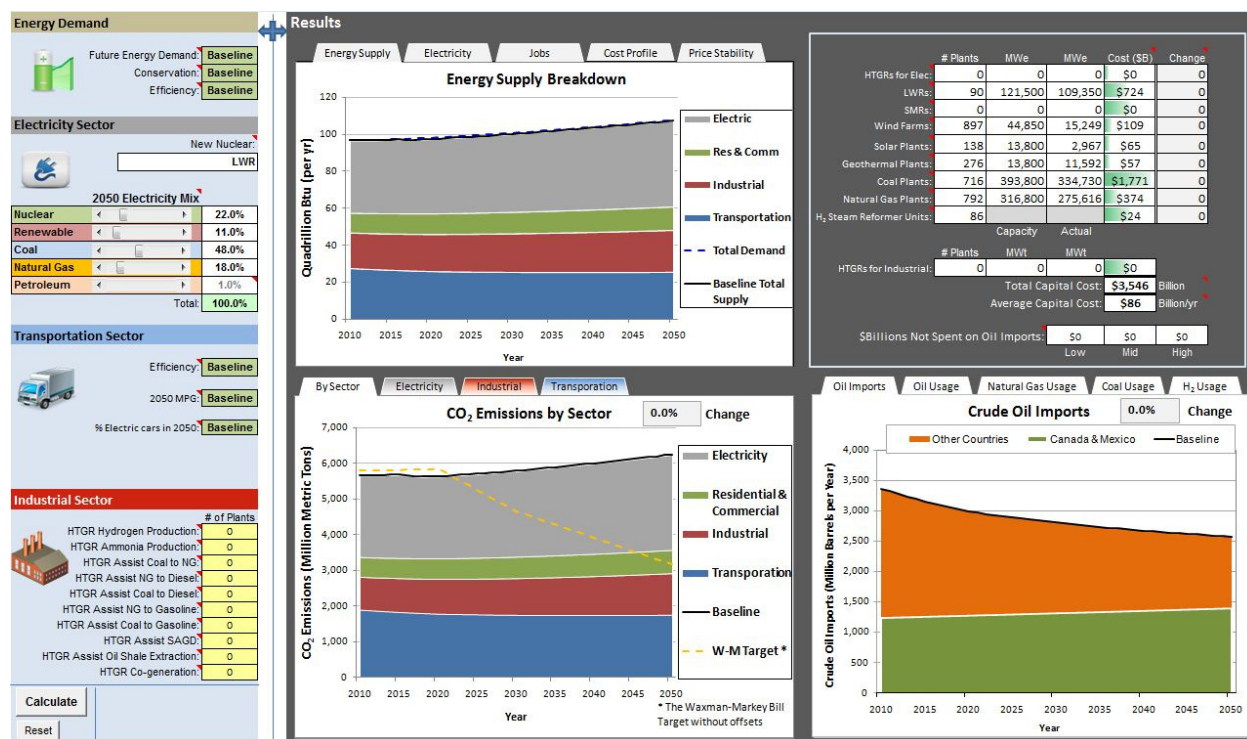 Energy Demand
Future Energy Demand: Baseline
Conservation: Baseline
Efficiency: Baseline
Electricity Sector
New Nuclear:
LWR
2050 Electricity Mix
Nuclear 22.0%
Renewable 11.0%
Coal 48.0%
Natural Gas 18.0%
Petroleum 1.0%
Total: 100.0%
Transportation Sector
Efficiency: Baseline
2050 MPG: Baseline
% Electric cars in 2050: Baseline
Industrial Sector
# of Plants
HTGR Hydrogen Production: 0
HTGR Ammonia Production: 0
HTGR Assist Coal to NG: 0
HTGR Assist NG to Diesel: 0
HTGR Assist Coal to Diesel: 0
HTGR Assist NG to Gasoline: 0
HTGR Assist Coal to Gasoline: 0
HTGR Assist SAGD: 0
HTGR Assist Oil Shale Extraction: 0
HTGR Co-generation: 0
Calculate
Reset
Results
Energy Supply Electricity Jobs Cost Profile Price Stability
Energy Supply Breakdown
Quadrillion Btu (per yr)
120
100
80
60
40
20
0
2010 2015 2020 2025 2030 2035 2040 2045 2050
Year
Electric
Res & Comm
Industrial
Transportation
Total Demand
Baseline Total
Supply
# Plants MWe MWe Cost ($B) Change
HTGRs for Elec: 0 0 0 $0 0
LWRs: 90 121,500 109,350 $724 0
SMRs: 0 0 0 $0 0
Wind Farms: 897 44,850 15,249 $109 0
Solar Plants: 138 13,800 2,967 $65 0
Geothermal Plants: 276 13,800 11,592 $57 0
Coal Plants: 716 393,800 334,730 $1,771 0
Natural Gas Plants: 792 316,800 275,616 $374 0
H₂ Steam Reformer Units: 86 $24 0
Capacity Actual
# Plants MWt MWt
HTGRs for Industrial: 0 0 0 $0
Total Capital Cost: $3,546 Billion
Average Capital Cost: $86 Billion/yr
$Billions Not Spent on Oil Imports: $0 $0 $0
Low Mid High
By Sector Electricity Industrial Transporation
CO₂ Emissions by Sector 0.0% Change
CO₂ Emissions (Million Metric Tons)
7,000
6,000
5,000
4,000
3,000
2,000
1,000
0
2010 2015 2020 2025 2030 2035 2040 2045 2050
Year
Electricity
Residential &
Commercial
Industrial
Transporation
Baseline
W-M Target *
* The Waxman-Markey Bill
Target without offsets
Oil Imports Oil Usage Natural Gas Usage Coal Usage H₂ Usage
Crude Oil Imports 0.0% Change
Other Countries Canada & Mexico Baseline
Crude Oil Imports (Million Barrels per Year)
4,000
3,500
3,000
2,500
2,000
1,500
1,000
500
0
2010 2015 2020 2025 2030 2035 2040 2045 2050
Year